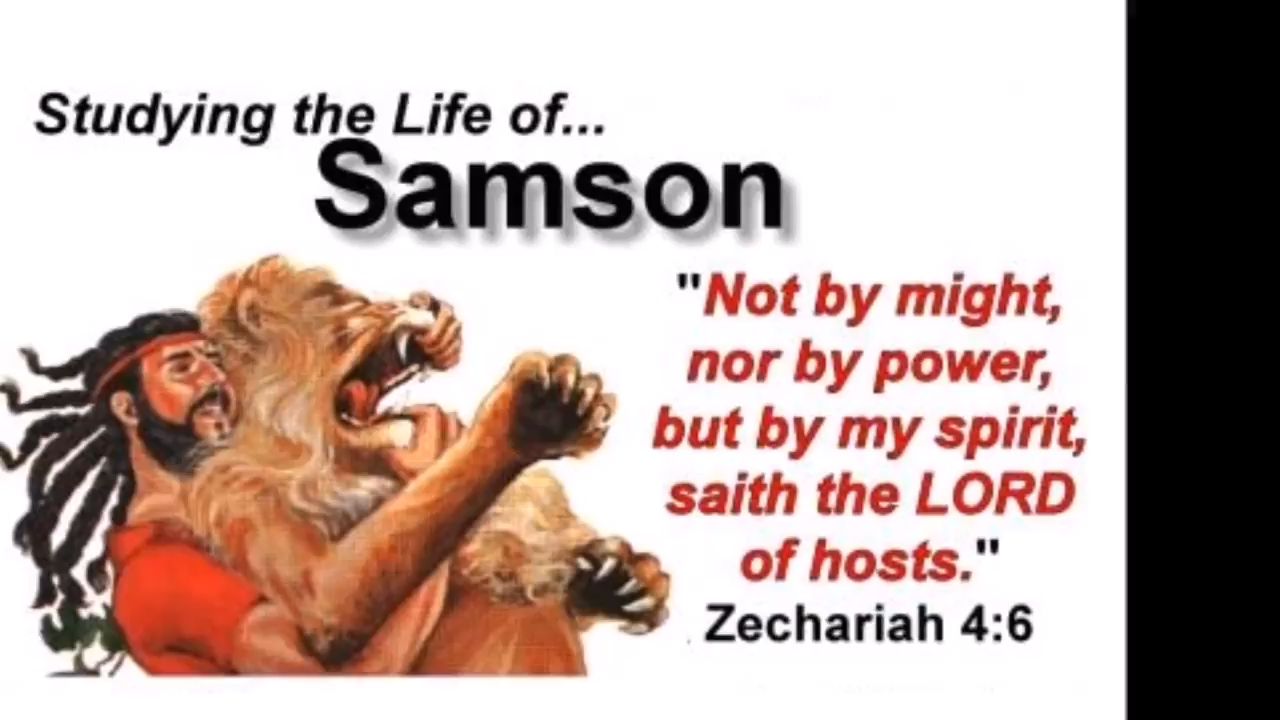 Studying the Life of...
Samson
"Not by might,
nor by power,
but by my spirit,
saith the LORD
of hosts."
Zechariah 4:6